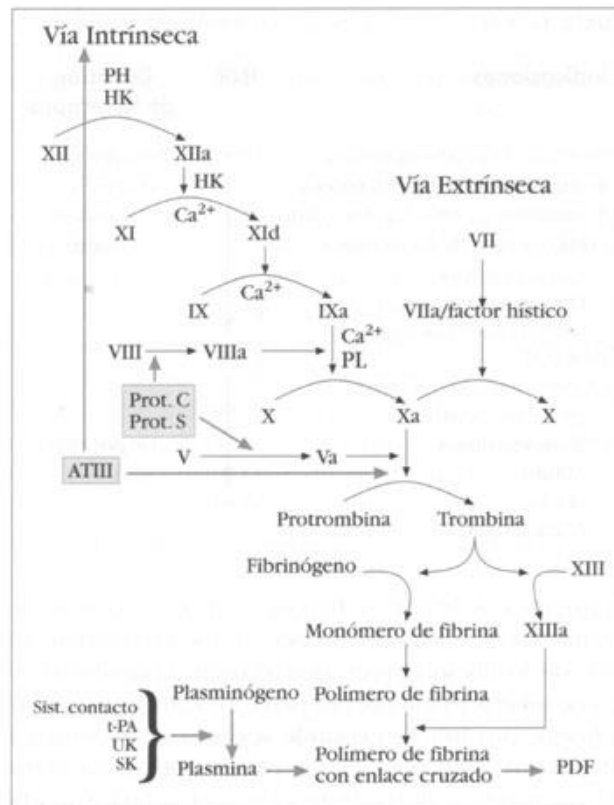 Vía Intrínseca
PH
HK
XII
XIIa
HK
Ca2+
XI
XId
Vía Extrínseca
VII
Ca2+
IX
IXa
VIIa/factor hístico
Ca2+
PL
VIII
VIIIa
X
Xa
X
Prot. C
Prot. S
V
Va
ATIII
Protrombina
Trombina
Fibrinógeno
XIII
Monómero de fibrina
XIIIa
Plasminógeno
Polímero de fibrina
Sist. contacto
t-PA
UK
SK
Plasmina
Polímero de fibrina
con enlace cruzado
PDF